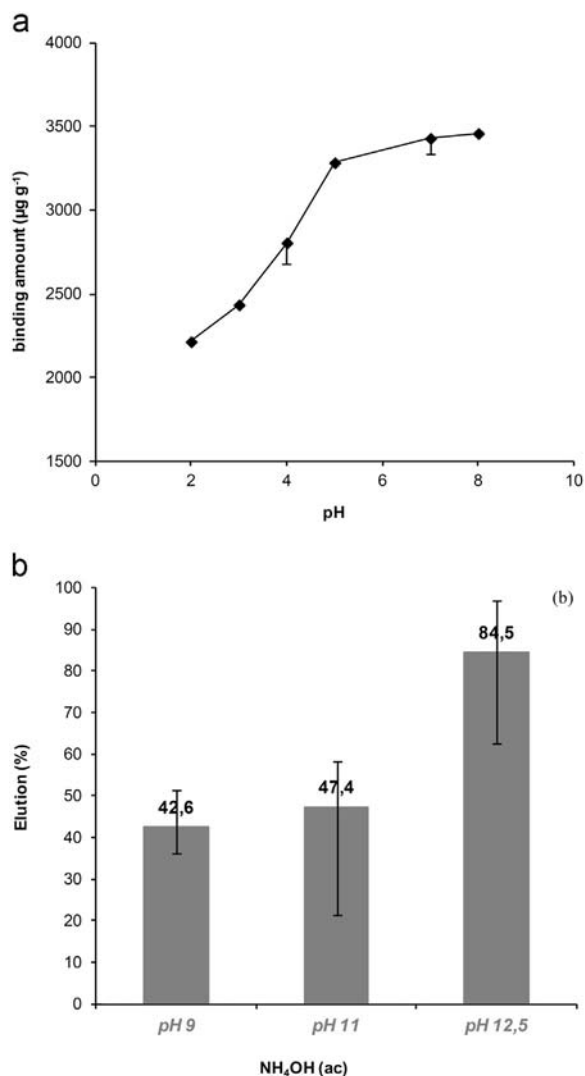 a
4000
3500
3000
2500
2000
1500
binding amount (µg g⁻¹)
0 2 4 6 8 10
pH
b
(b)
100
90
80
70
60
50
40
30
20
10
0
Elution (%)
42,6
47,4
84,5
pH 9 pH 11 pH 12,5
NH₄OH (ac)